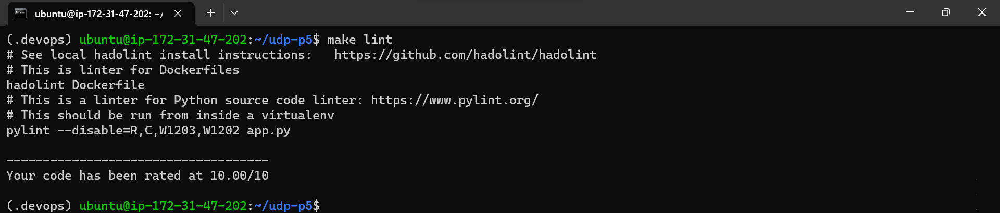 ubuntu@ip-172-31-47-202: ~/
(.devops) ubuntu@ip-172-31-47-202:~/udp-p5$ make lint
# See local hadolint install instructions:   https://github.com/hadolint/hadolint
# This is linter for Dockerfiles
hadolint Dockerfile
# This is a linter for Python source code linter: https://www.pylint.org/
# This should be run from inside a virtualenv
pylint --disable=R,C,W1203,W1202 app.py

------------------------------------
Your code has been rated at 10.00/10

(.devops) ubuntu@ip-172-31-47-202:~/udp-p5$